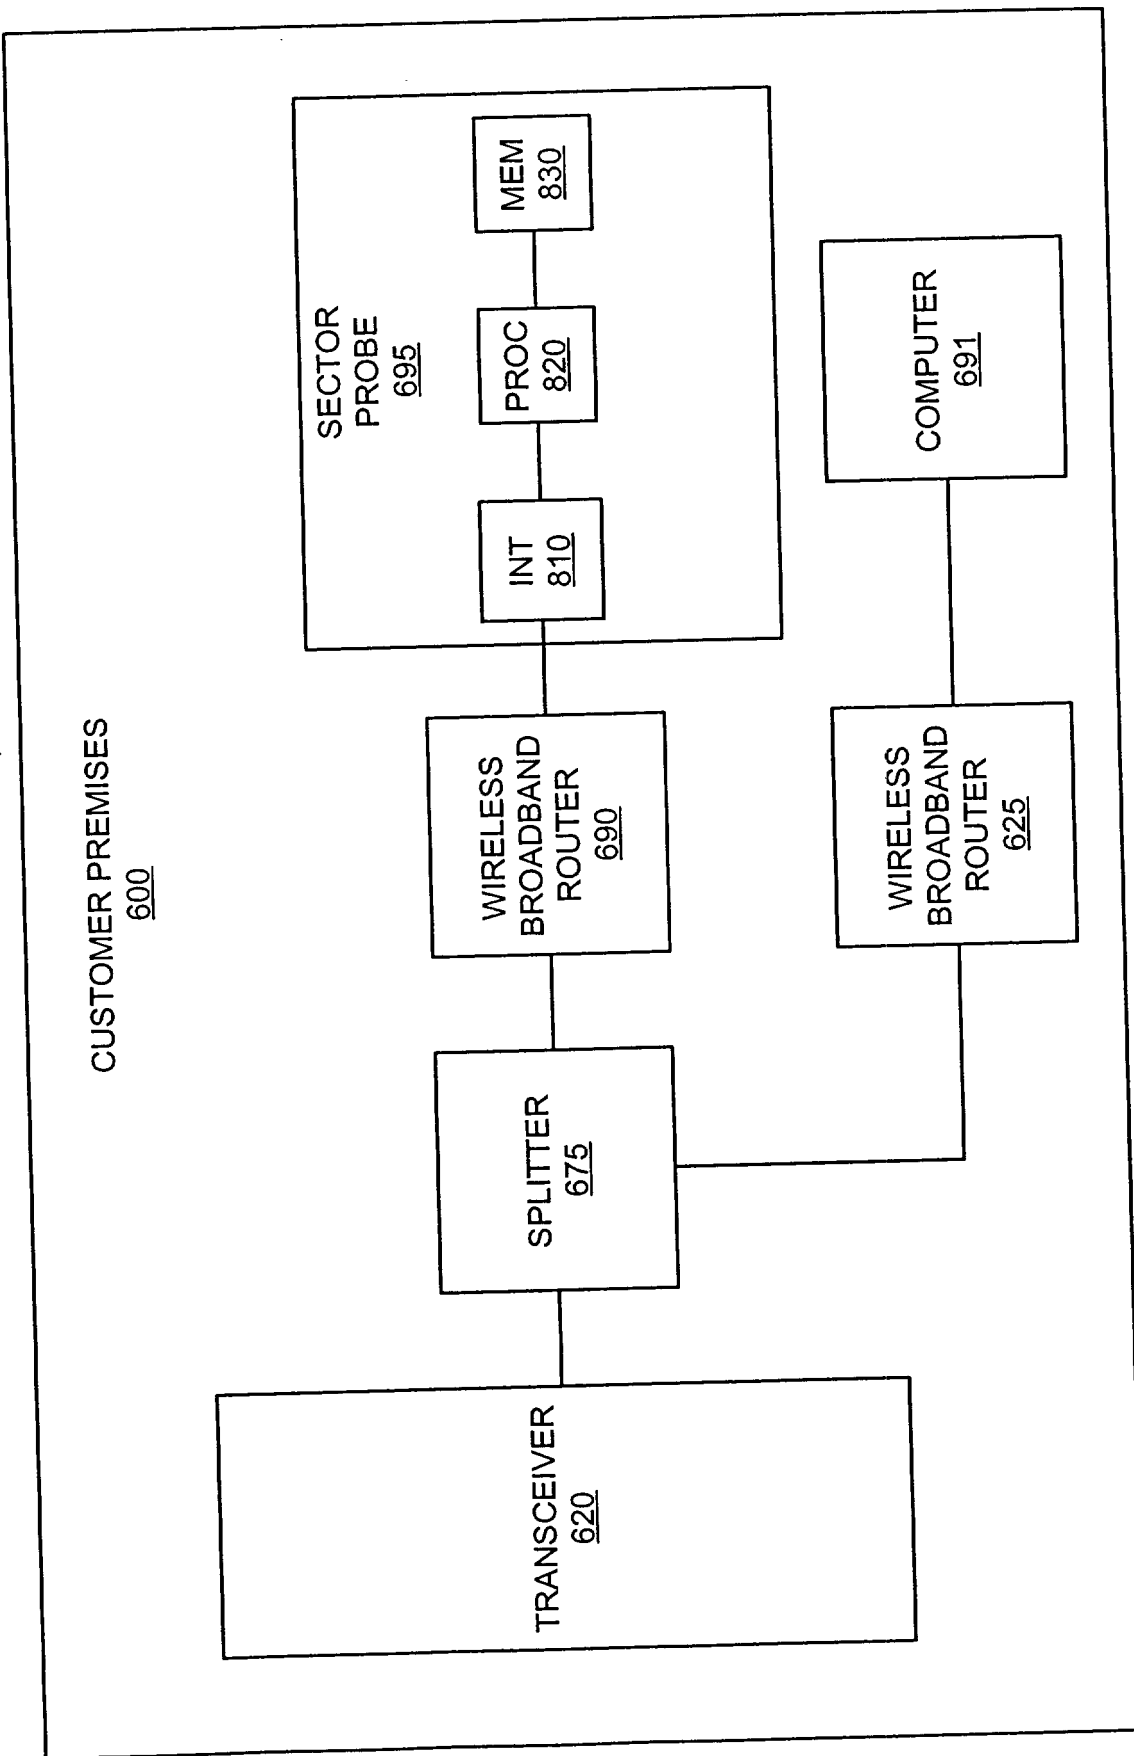 CUSTOMER PREMISES
600
TRANSCEIVER
620
SPLITTER
675
WIRELESS
BROADBAND
ROUTER
690
SECTOR
PROBE
695
INT
810
PROC
820
MEM
830
WIRELESS
BROADBAND
ROUTER
625
COMPUTER
691